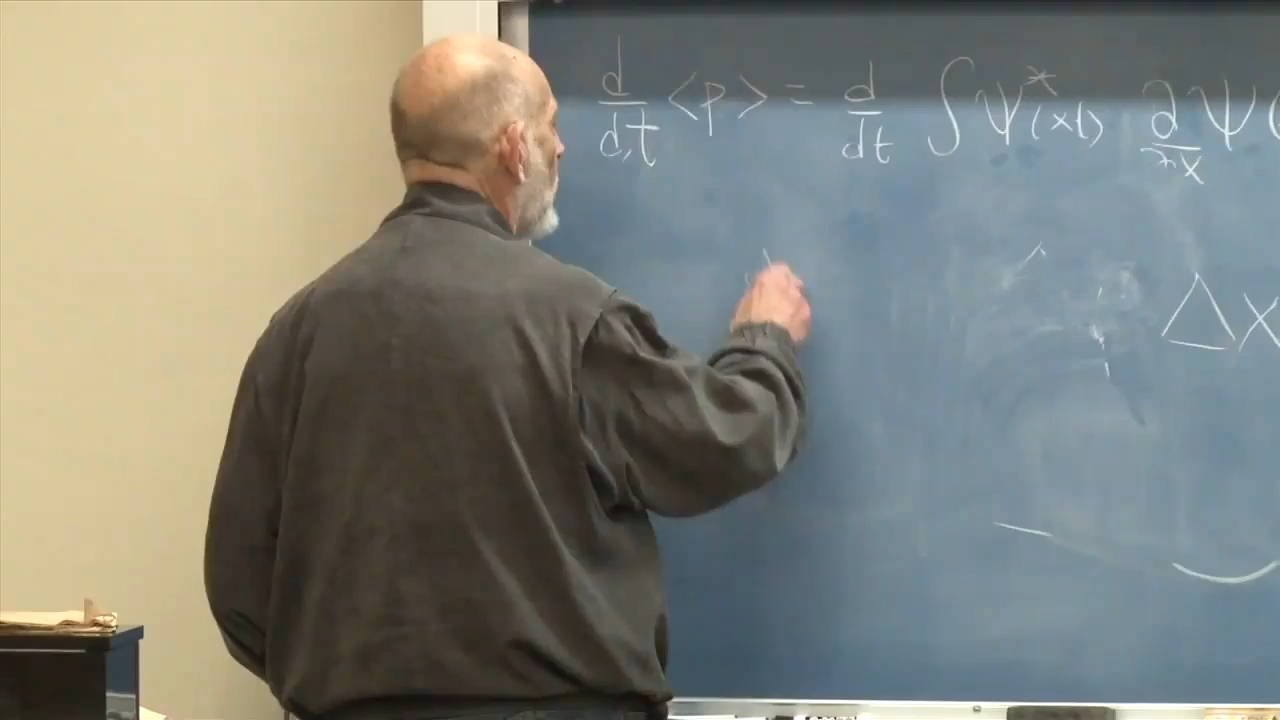 d/dt <p> = d/dt ∫ψ*(x) ∂/∂x ψ(
Δx